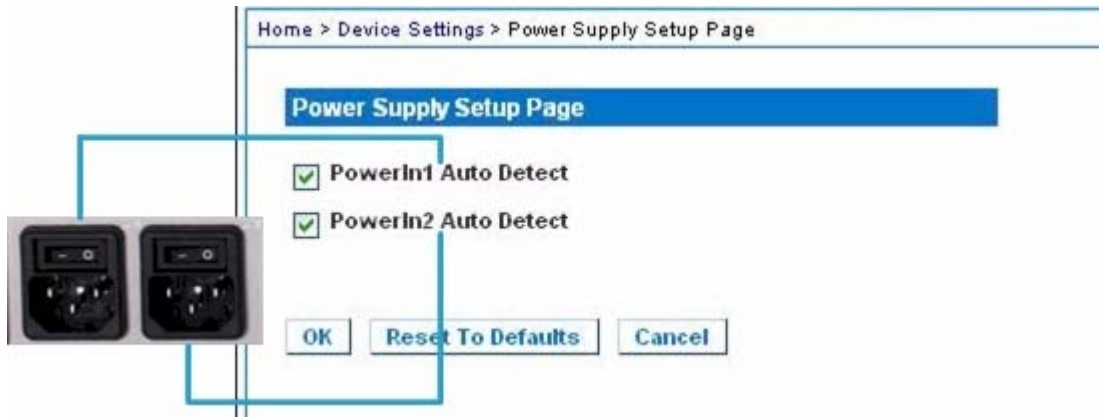 Home > Device Settings > Power Supply Setup Page
Power Supply Setup Page
PowerIn1 Auto Detect
PowerIn2 Auto Detect
OK Reset To Defaults Cancel